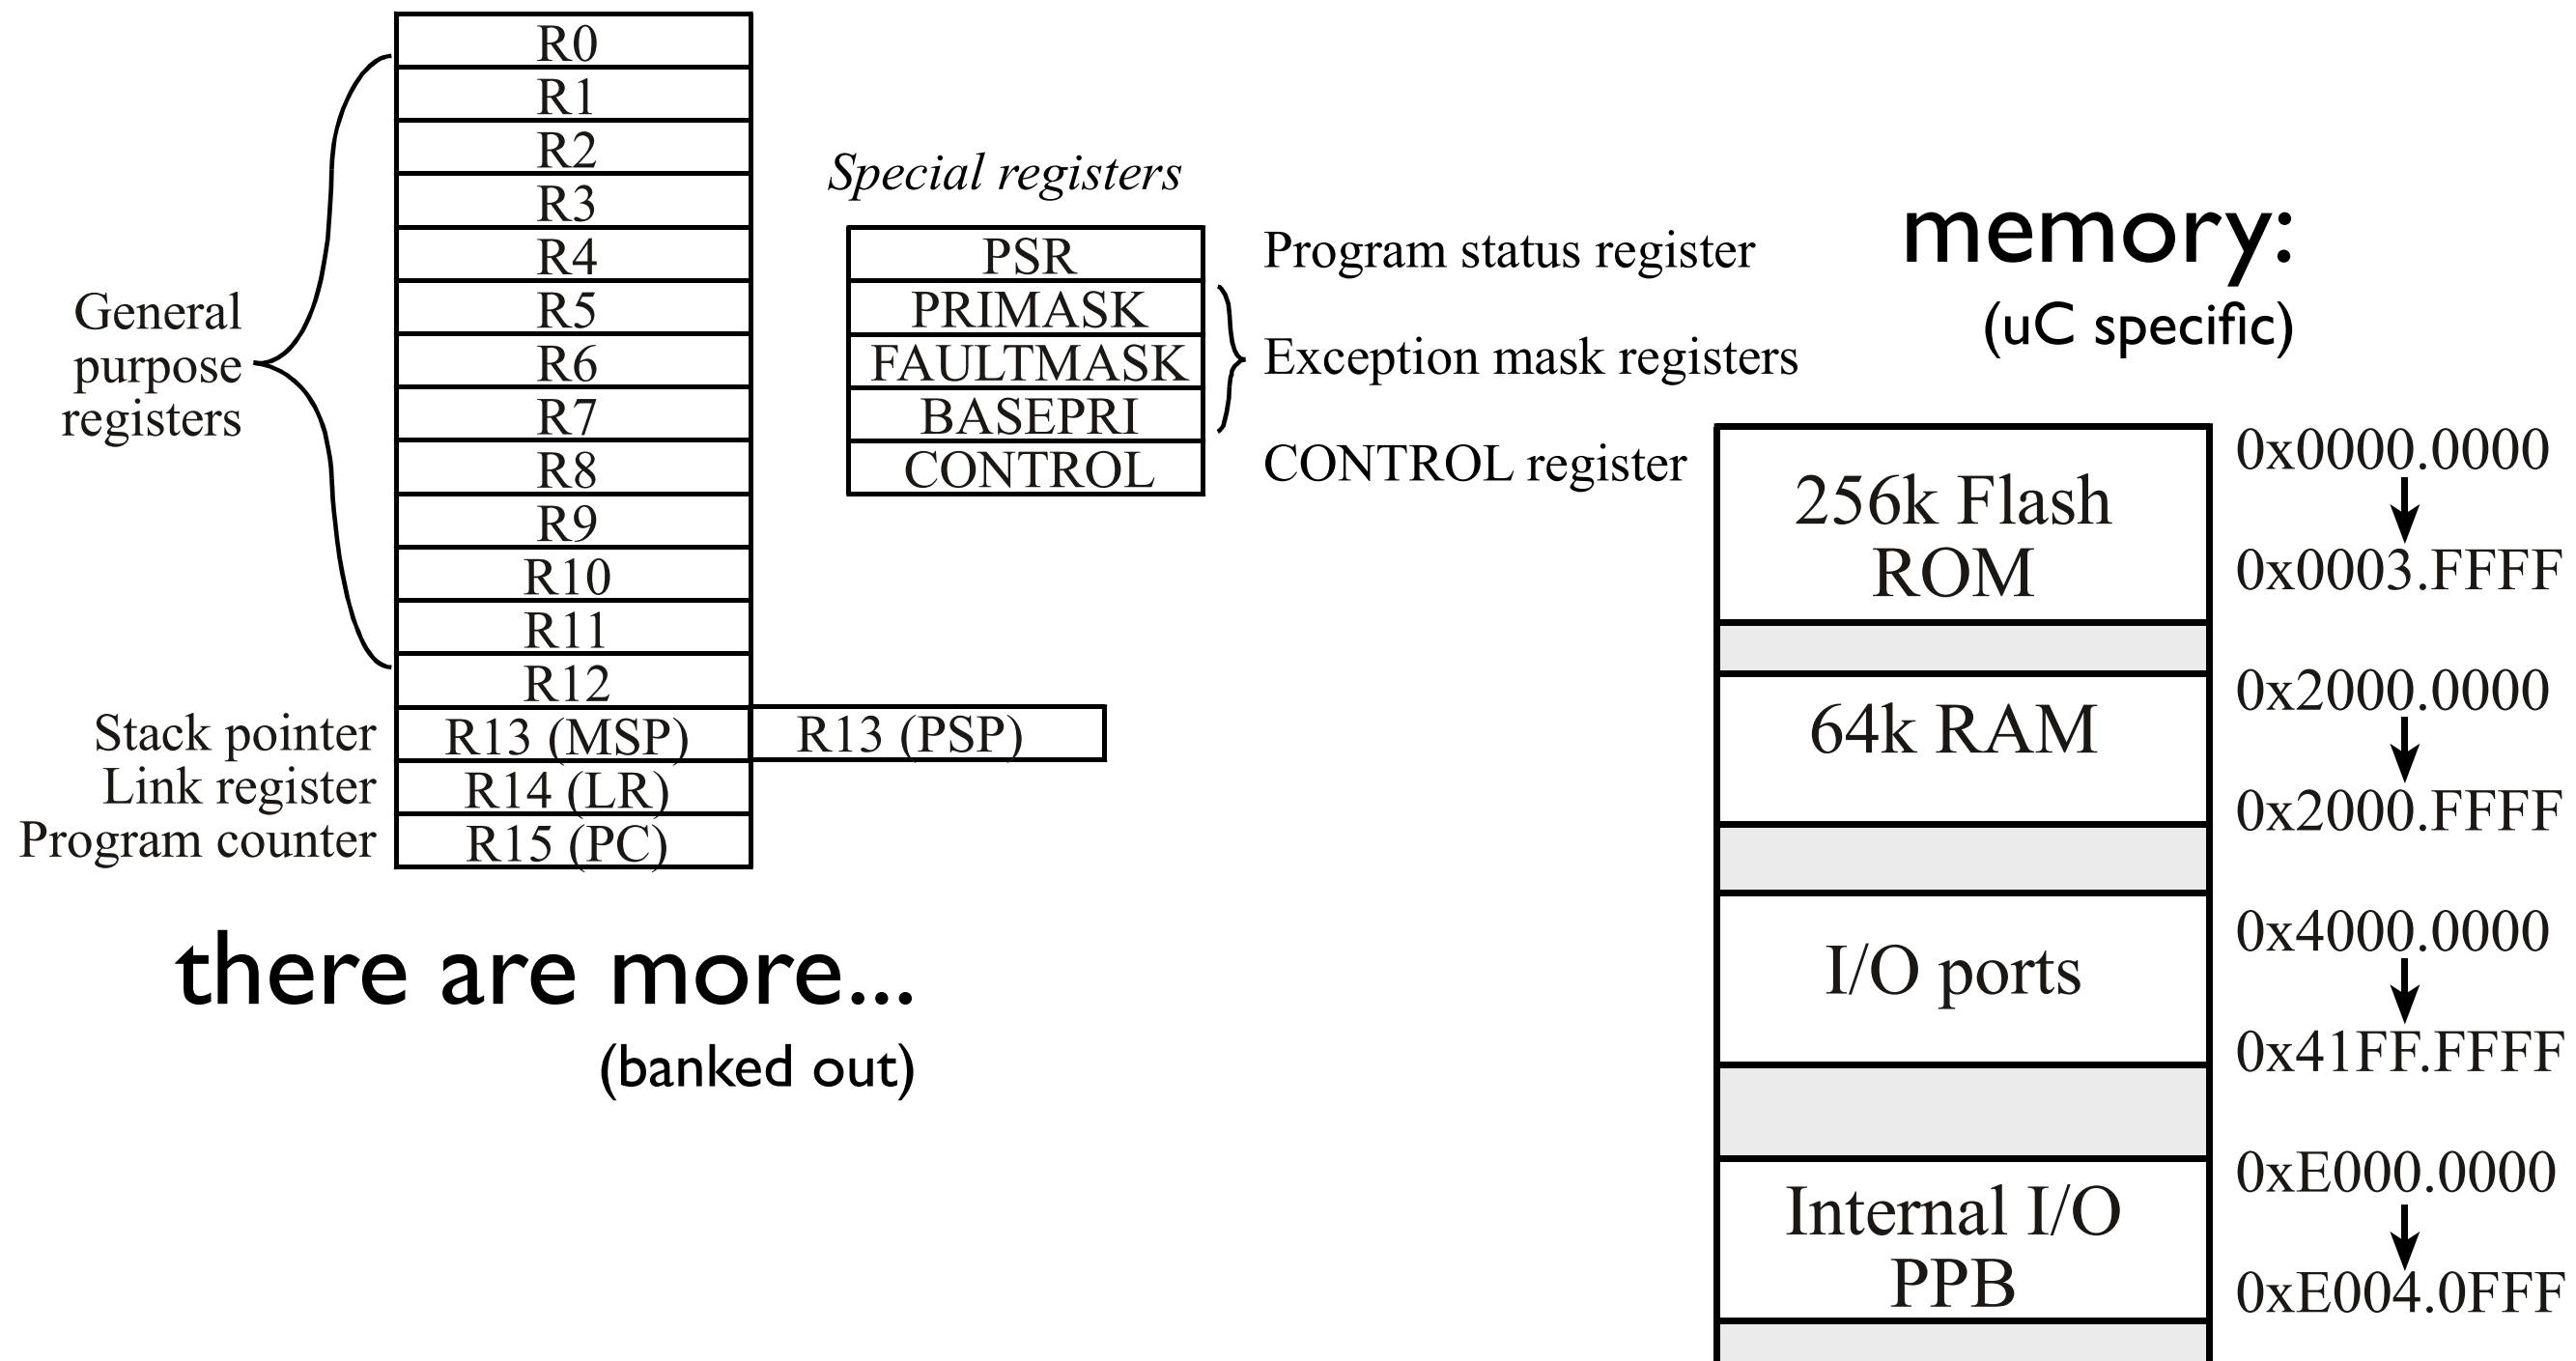 R0
R1
R2
R3
R4
R5
R6
R7
R8
R9
R10
R11
R12
R13 (MSP)
R13 (PSP)
R14 (LR)
R15 (PC)
General
purpose
registers
Stack pointer
Link register
Program counter
there are more...
(banked out)
Special registers
PSR
PRIMASK
FAULTMASK
BASEPRI
CONTROL
Program status register
Exception mask registers
CONTROL register
memory:
(uC specific)
256k Flash
ROM
0x0000.0000
0x0003.FFFF
64k RAM
0x2000.0000
0x2000.FFFF
I/O ports
0x4000.0000
0x41FF.FFFF
Internal I/O
PPB
0xE000.0000
0xE004.0FFF